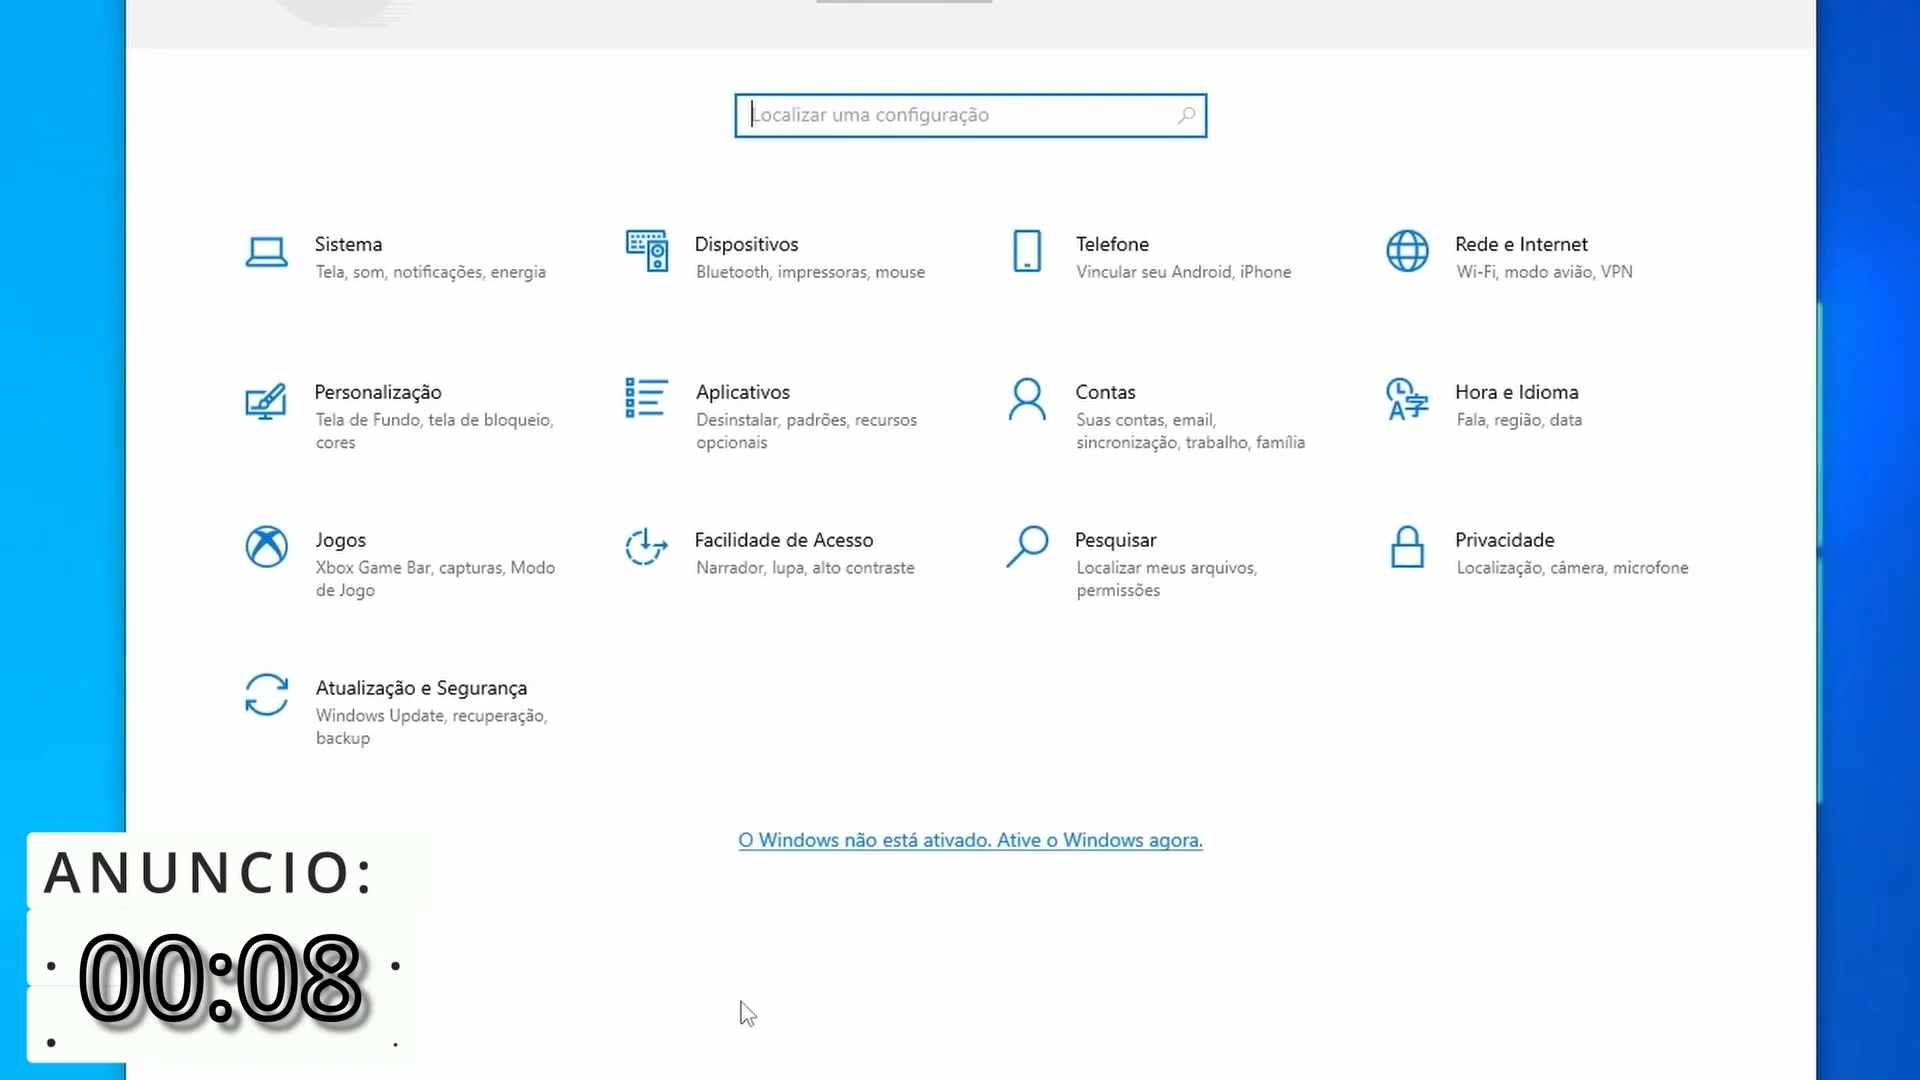 Localizar uma configuração
Sistema
Tela, som, notificações, energia
Dispositivos
Bluetooth, impressoras, mouse
Telefone
Vincular seu Android, iPhone
Rede e Internet
Wi-Fi, modo avião, VPN
Personalização
Tela de Fundo, tela de bloqueio,
cores
Aplicativos
Desinstalar, padrões, recursos
opcionais
Contas
Suas contas, email,
sincronização, trabalho, família
Hora e Idioma
Fala, região, data
Jogos
Xbox Game Bar, capturas, Modo
de Jogo
Facilidade de Acesso
Narrador, lupa, alto contraste
Pesquisar
Localizar meus arquivos,
permissões
Privacidade
Localização, câmera, microfone
Atualização e Segurança
Windows Update, recuperação,
backup
O Windows não está ativado. Ative o Windows agora.
ANUNCIO:
00:08